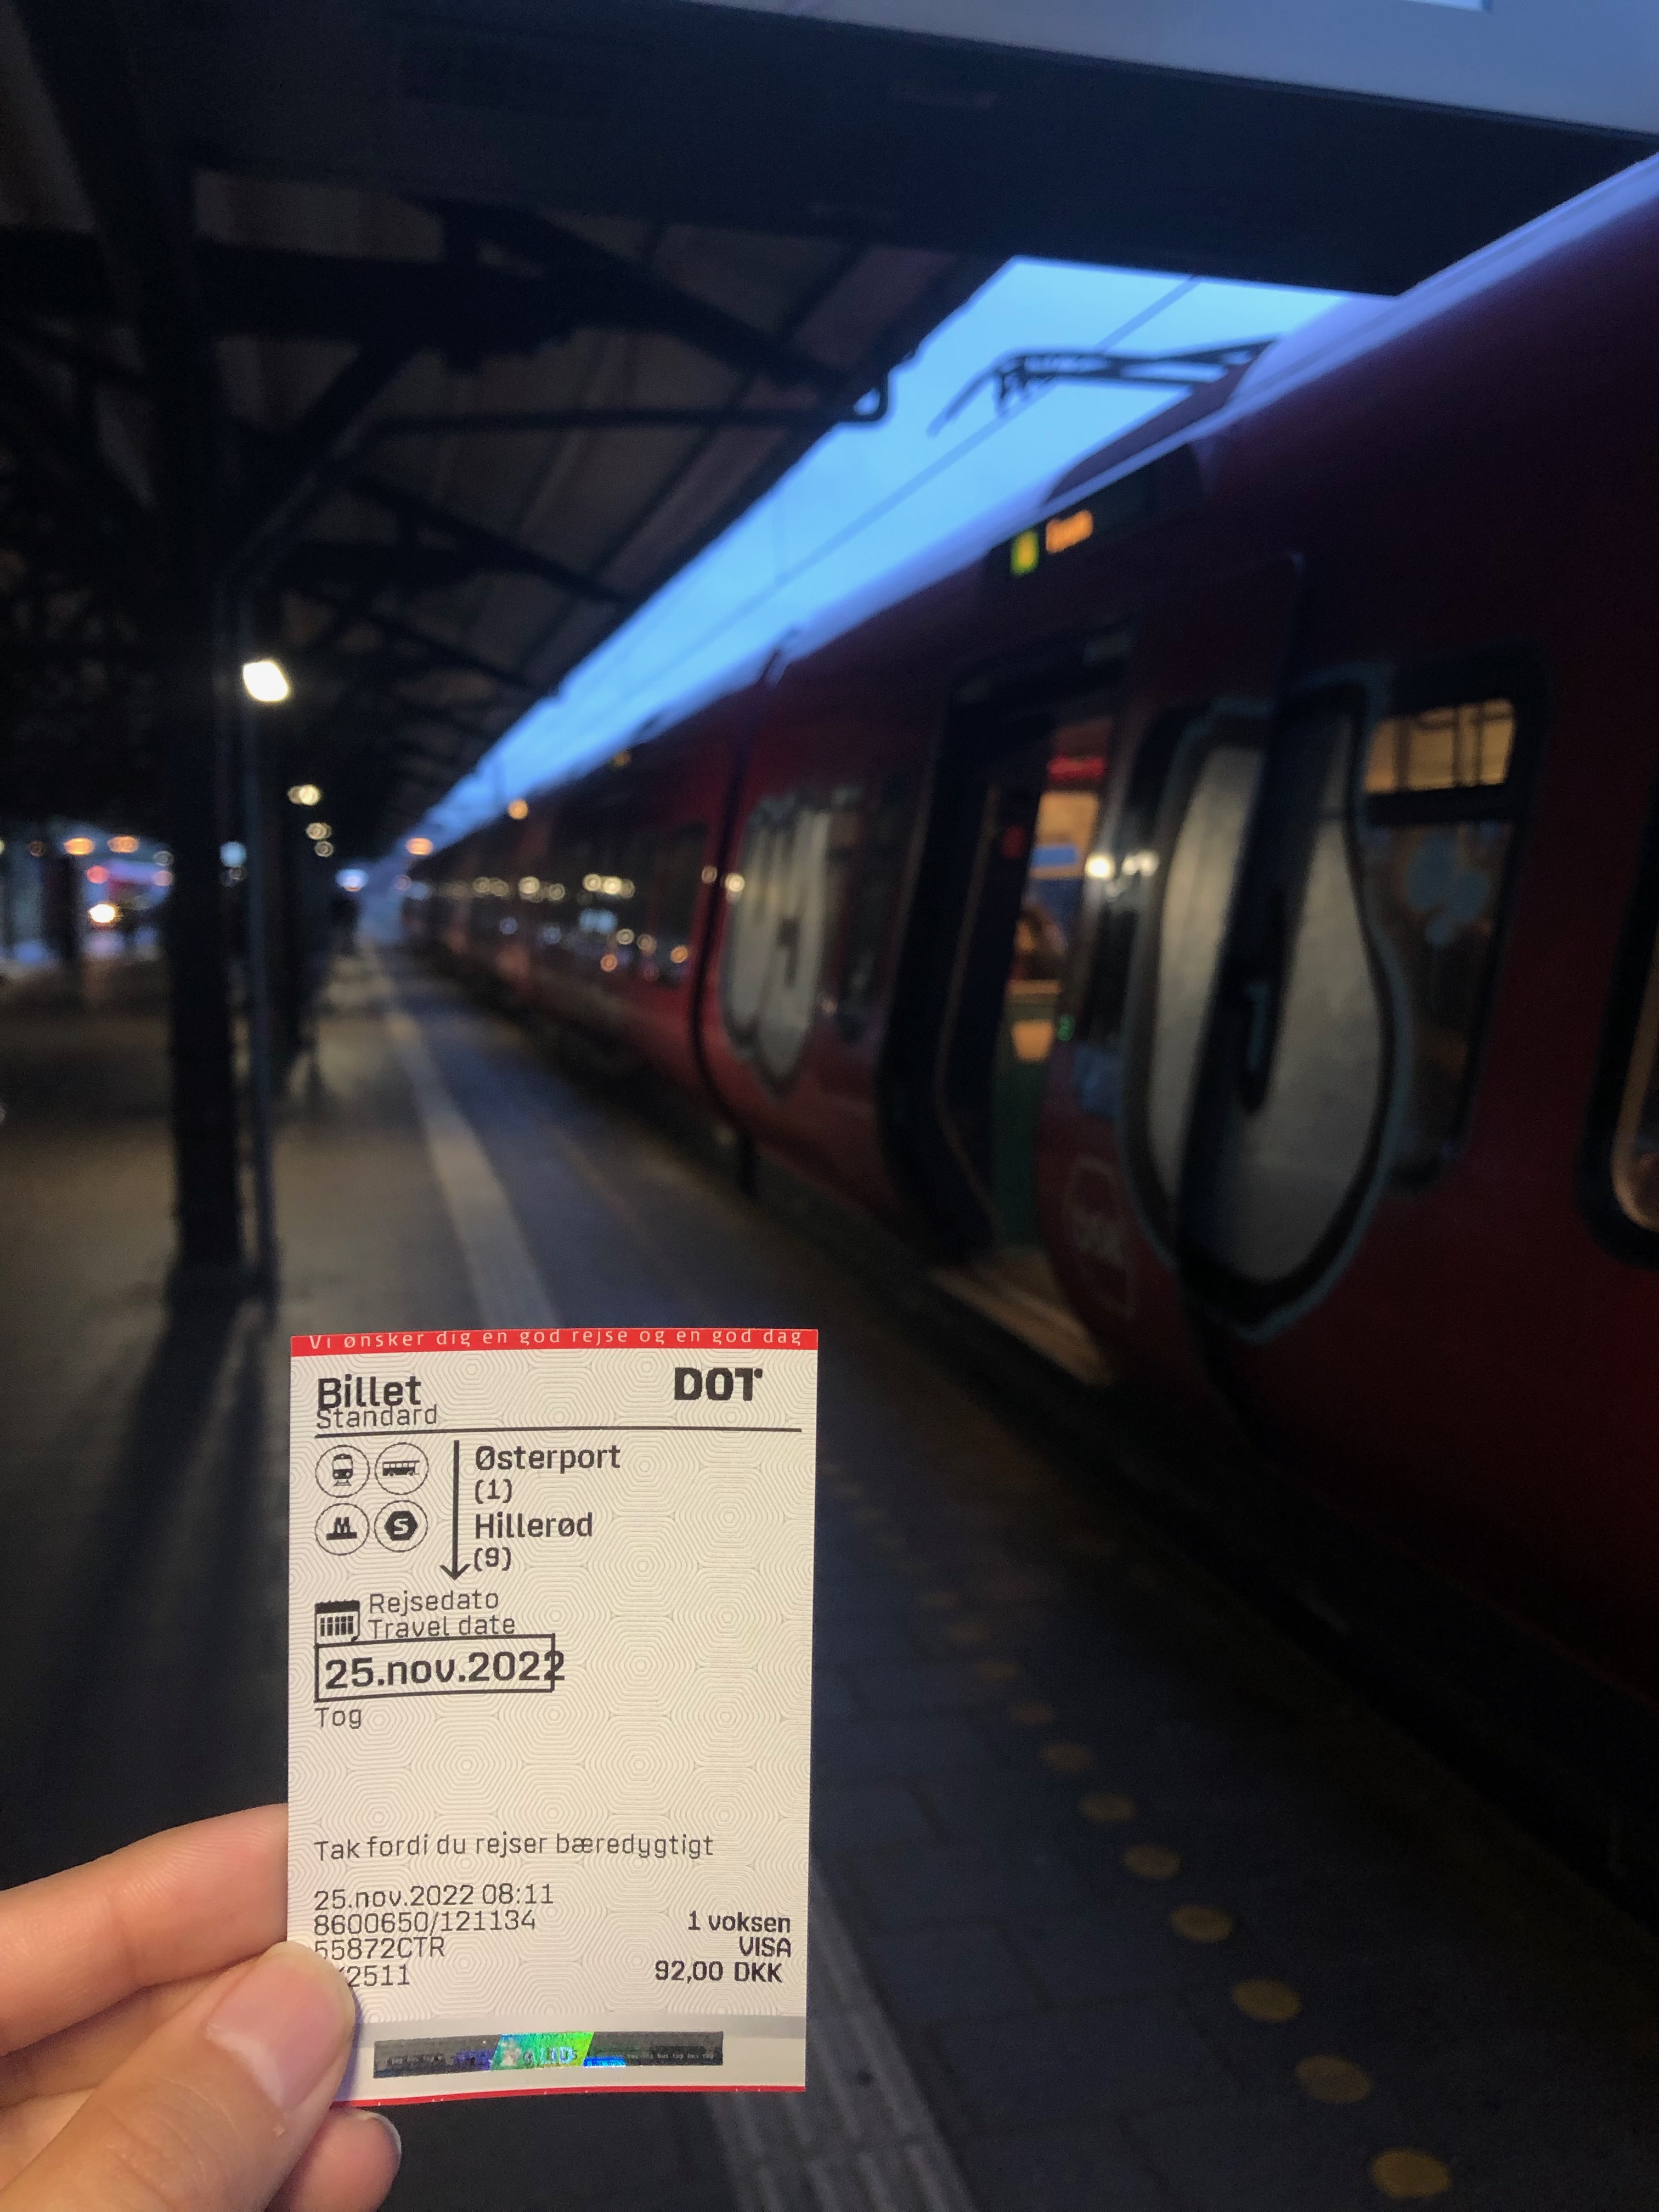 Vi ønsker dig en god rejse og en god dag
Billet
DOT
Standard
Østerport
(1)
Hillerød
(9)
Rejsedato
Travel date
25.nov.2022
Tog
Tak fordi du rejser bæredygtigt
25.nov.2022 08:11
8600650/121134
1 voksen
55872CTR
VISA
2511
92,00 DKK